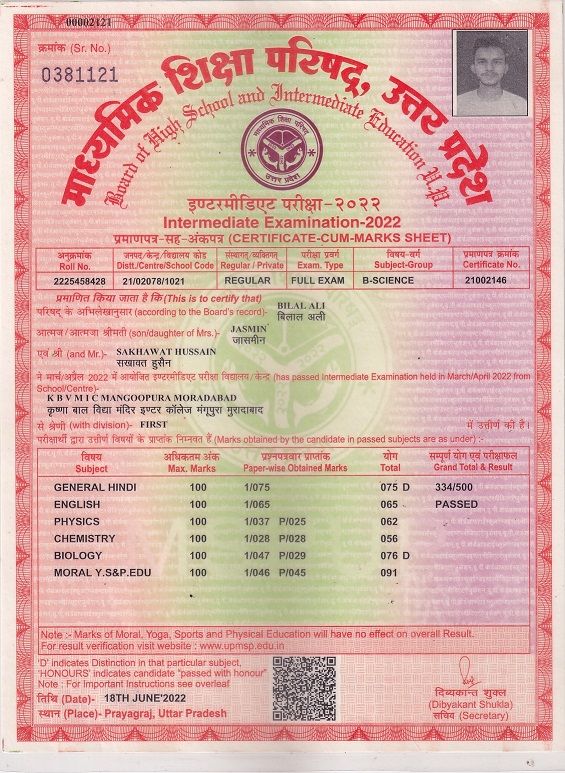 00002121
क्रमांक (Sr. No.)
0381121
माध्यमिक शिक्षा परिषद्, उत्तर प्रदेश
Board of High School and Intermediate Education U.P.
माध्यमिक शिक्षा परिषद्
उत्तर प्रदेश
इण्टरमीडिएट परीक्षा-२०२२
Intermediate Examination-2022
प्रमाणपत्र-सह-अंकपत्र (CERTIFICATE-CUM-MARKS SHEET)
अनुक्रमांक जनपद/केन्द्र/विद्यालय कोड संस्थागत/व्यक्तिगत परीक्षा प्रवर्ग विषय-वर्ग प्रमाणपत्र क्रमांक
Roll No. Distt./Centre/School Code Regular / Private Exam. Type Subject-Group Certificate No.
2225458428 21/02078/1021 REGULAR FULL EXAM B-SCIENCE 21002146
प्रमाणित किया जाता है कि(This is to certify that)
BILAL ALI
परिषद् के अभिलेखानुसार (according to the Board's record)- बिलाल अली
JASMIN
आत्मज / आत्मजा श्रीमती (son/daughter of Mrs.)- जासमीन
एवं श्री (and Mr.)- SAKHAWAT HUSSAIN
सखावत हुसैन
ने मार्च/अप्रैल 2022 में आयोजित इण्टरमीडिएट परीक्षा विद्यालय / केन्द्र (has passed Intermediate Examination held in March/April 2022 from
School/Centre)-
K B V M I C MANGOOPURA MORADABAD
कृष्णा बाल विद्या मंदिर इण्टर कॉलेज मंगूपुरा मुरादाबाद
से श्रेणी (with division)- FIRST में उत्तीर्ण की है।
परीक्षार्थी द्वारा उत्तीर्ण विषयों के प्राप्तांक निम्नवत हैं (Marks obtained by the candidate in passed subjects are as under) :-
विषय अधिकतम अंक प्रश्नपत्रवार प्राप्तांक योग सम्पूर्ण योग एवं परीक्षाफल
Subject Max. Marks Paper-wise Obtained Marks Total Grand Total & Result
GENERAL HINDI 100 1/075 075 D 334/500
ENGLISH 100 1/065 065 PASSED
PHYSICS 100 1/037 P/025 062
CHEMISTRY 100 1/028 P/028 056
BIOLOGY 100 1/047 P/029 076 D
MORAL Y.S&P.EDU 100 1/046 P/045 091
Note :- Marks of Moral, Yoga, Sports and Physical Education will have no effect on overall Result.
For result verification visit website : www.upmsp.edu.in
'D' indicates Distinction in that particular subject,
'HONOURS' indicates candidate "passed with honour"
Note : For Important Instructions see overleaf
तिथि (Date)- 18TH JUNE'2022
स्थान (Place)- Prayagraj, Uttar Pradesh
दिव्यकान्त शुक्ल
(Dibyakant Shukla)
सचिव (Secretary)